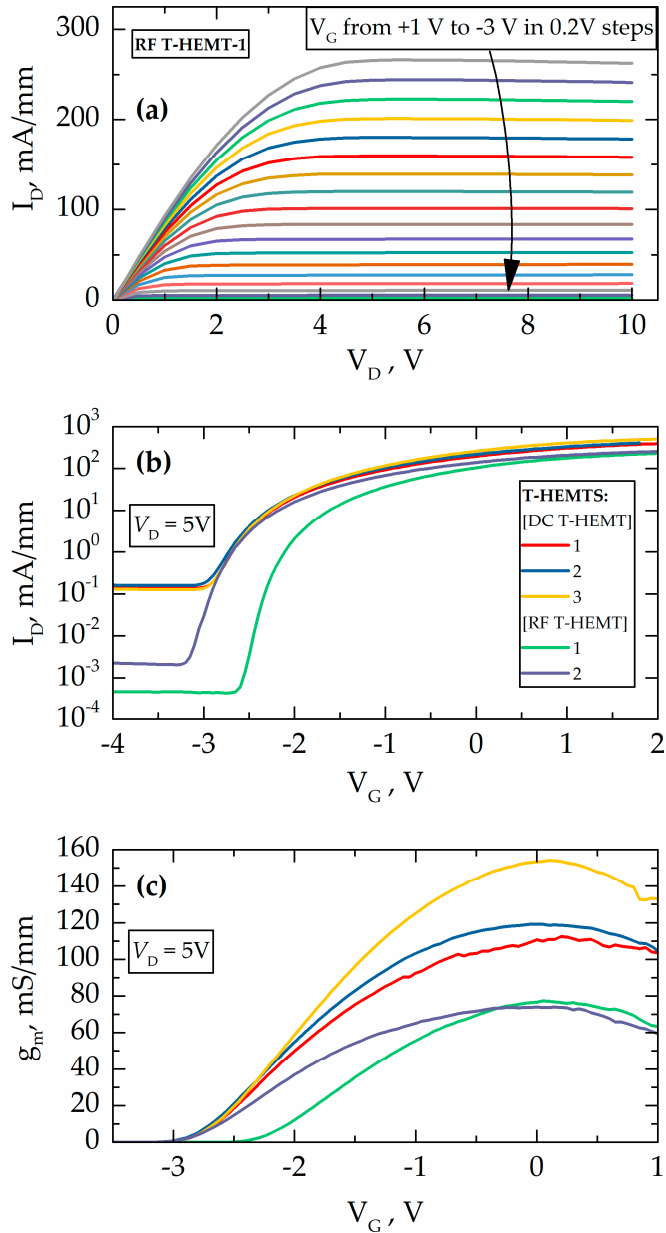 RF T-HEMT-1
V_G from +1 V to -3 V in 0.2V steps
(a)
I_D, mA/mm
300
200
100
0
0 2 4 6 8 10
V_D , V
(b)
V_D = 5V
I_D, mA/mm
10^3
10^2
10^1
10^0
10^-1
10^-2
10^-3
10^-4
T-HEMTS:
[DC T-HEMT]
1
2
3
[RF T-HEMT]
1
2
-4 -3 -2 -1 0 1 2
V_G , V
(c)
V_D = 5V
g_m, mS/mm
160
140
120
100
80
60
40
20
0
-3 -2 -1 0 1
V_G , V